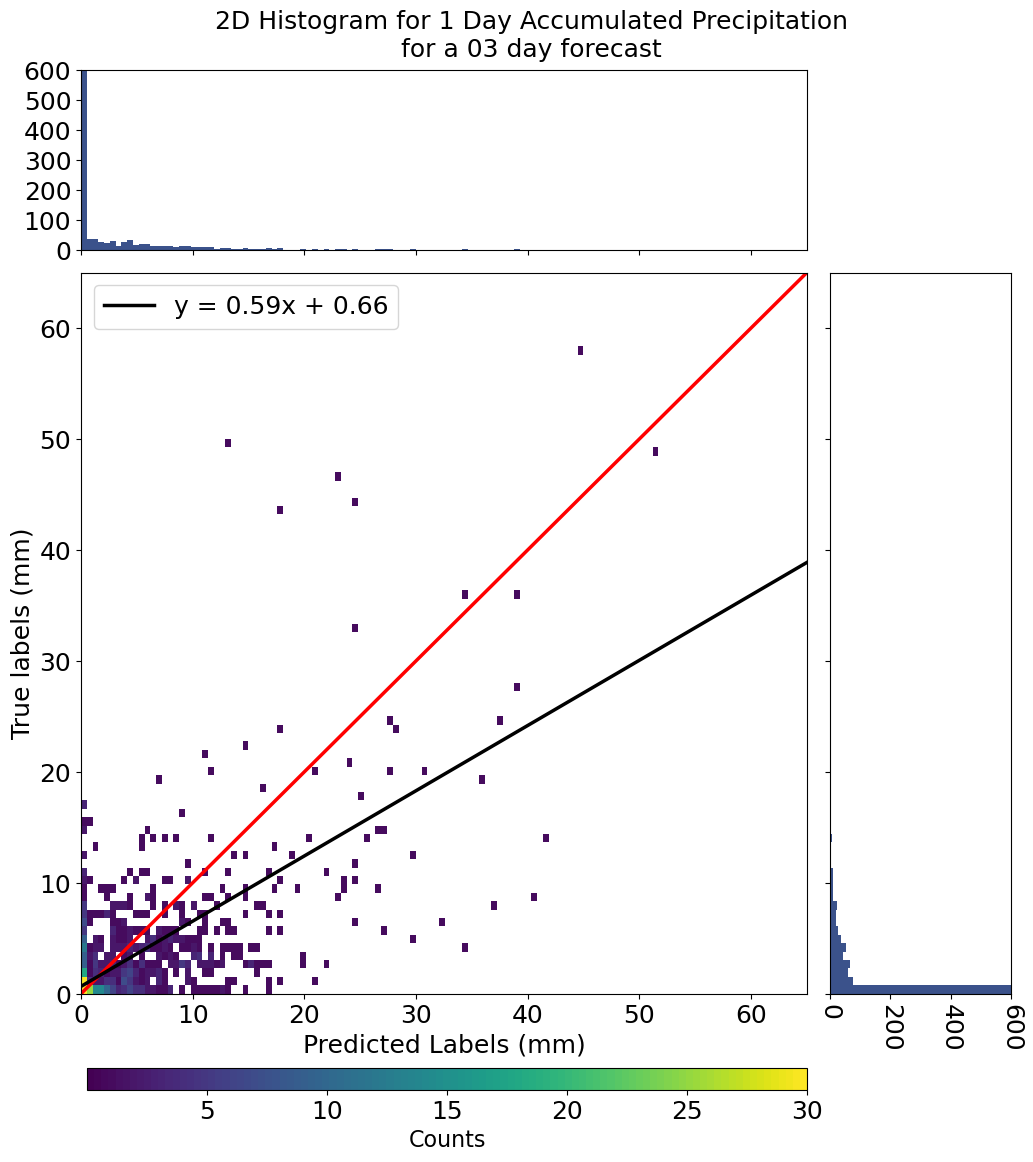 2D Histogram for 1 Day Accumulated Precipitation
for a 03 day forecast
600
500
400
300
200
100
0
y = 0.59x + 0.66
60
50
40
30
20
10
0
True labels (mm)
0 10 20 30 40 50 60
Predicted Labels (mm)
0 200 400 600
5 10 15 20 25 30
Counts